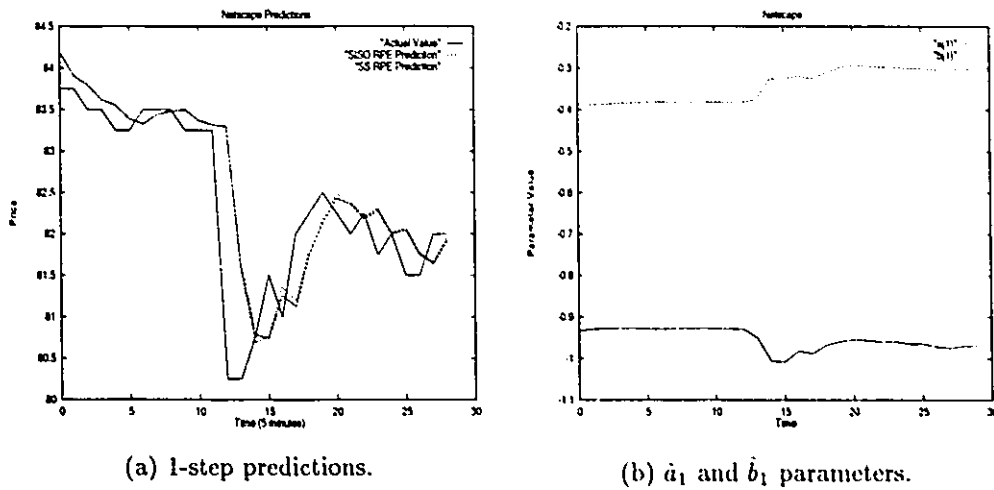 Netscape Predictions
84.5
84
83.5
83
82.5
82
81.5
81
80.5
80
Price
"Actual Value"
"SISO RPE Prediction"
"SS RPE Prediction"
0 5 10 15 20 25 30
Time (5 minutes)
(a) 1-step predictions.
Netscape
-0.2
-0.3
-0.4
-0.5
-0.6
-0.7
-0.8
-0.9
-1
-1.1
Parameter Value
"a(1)"
"b(1)"
0 5 10 15 20 25 30
Time
(b) â₁ and b̂₁ parameters.